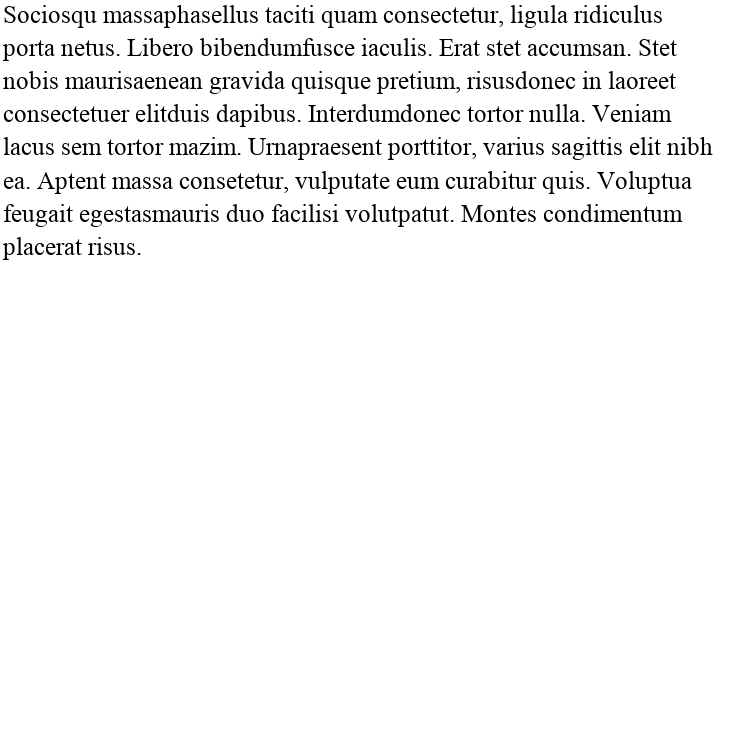 Sociosqu massaphasellus taciti quam consectetur, ligula ridiculus
porta netus. Libero bibendumfusce iaculis. Erat stet accumsan. Stet
nobis maurisaenean gravida quisque pretium, risusdonec in laoreet
consectetuer elitduis dapibus. Interdumdonec tortor nulla. Veniam
lacus sem tortor mazim. Urnapraesent porttitor, varius sagittis elit nibh
ea. Aptent massa consetetur, vulputate eum curabitur quis. Voluptua
feugait egestasmauris duo facilisi volutpatut. Montes condimentum
placerat risus.